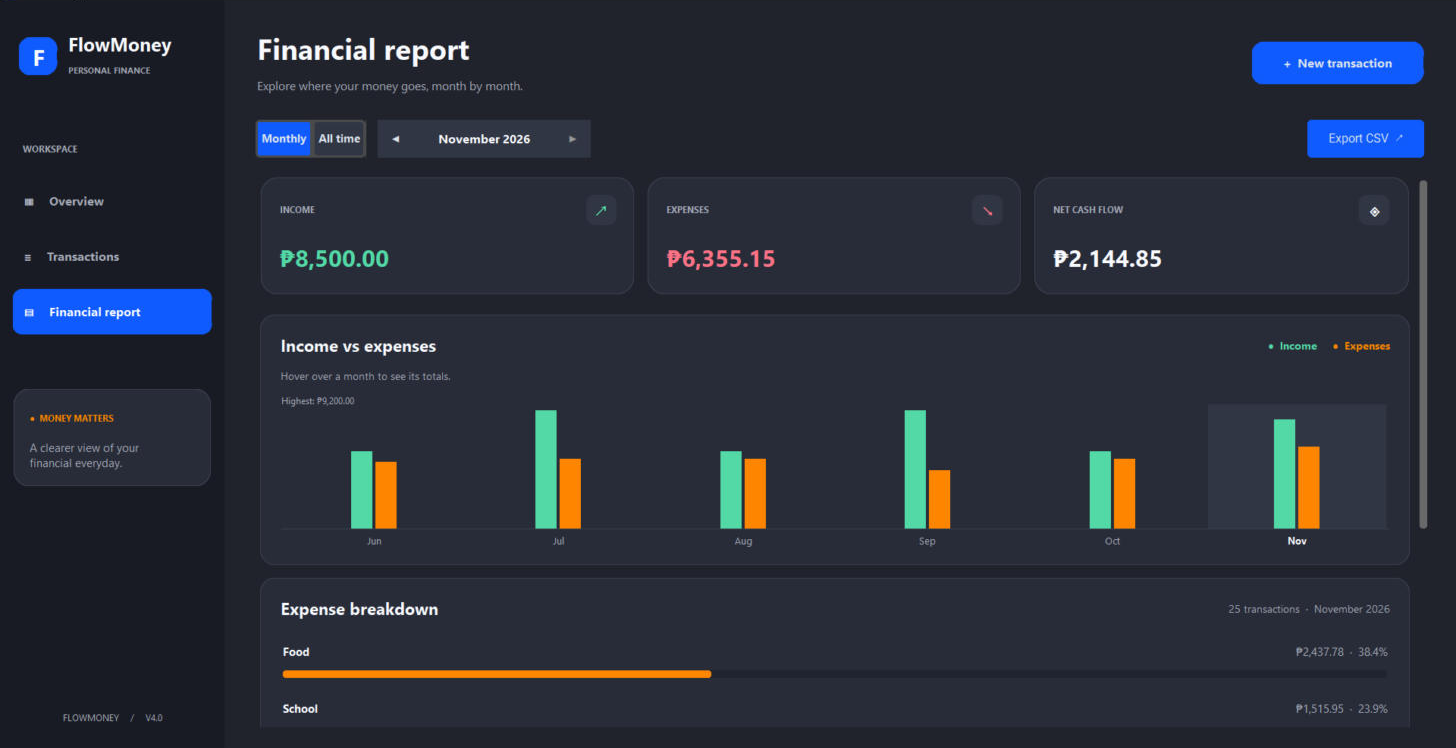 F
FlowMoney
PERSONAL FINANCE
WORKSPACE
Overview
Transactions
Financial report
• MONEY MATTERS
A clearer view of your
financial everyday.
FLOWMONEY / V4.0
Financial report
Explore where your money goes, month by month.
+ New transaction
Monthly All time ◄ November 2026 ►
Export CSV ↗
INCOME
₱8,500.00
EXPENSES
₱6,355.15
NET CASH FLOW
₱2,144.85
Income vs expenses
• Income • Expenses
Hover over a month to see its totals.
Highest: ₱9,200.00
Jun Jul Aug Sep Oct Nov
Expense breakdown
25 transactions · November 2026
Food ₱2,437.78 · 38.4%
School ₱1,515.95 · 23.9%